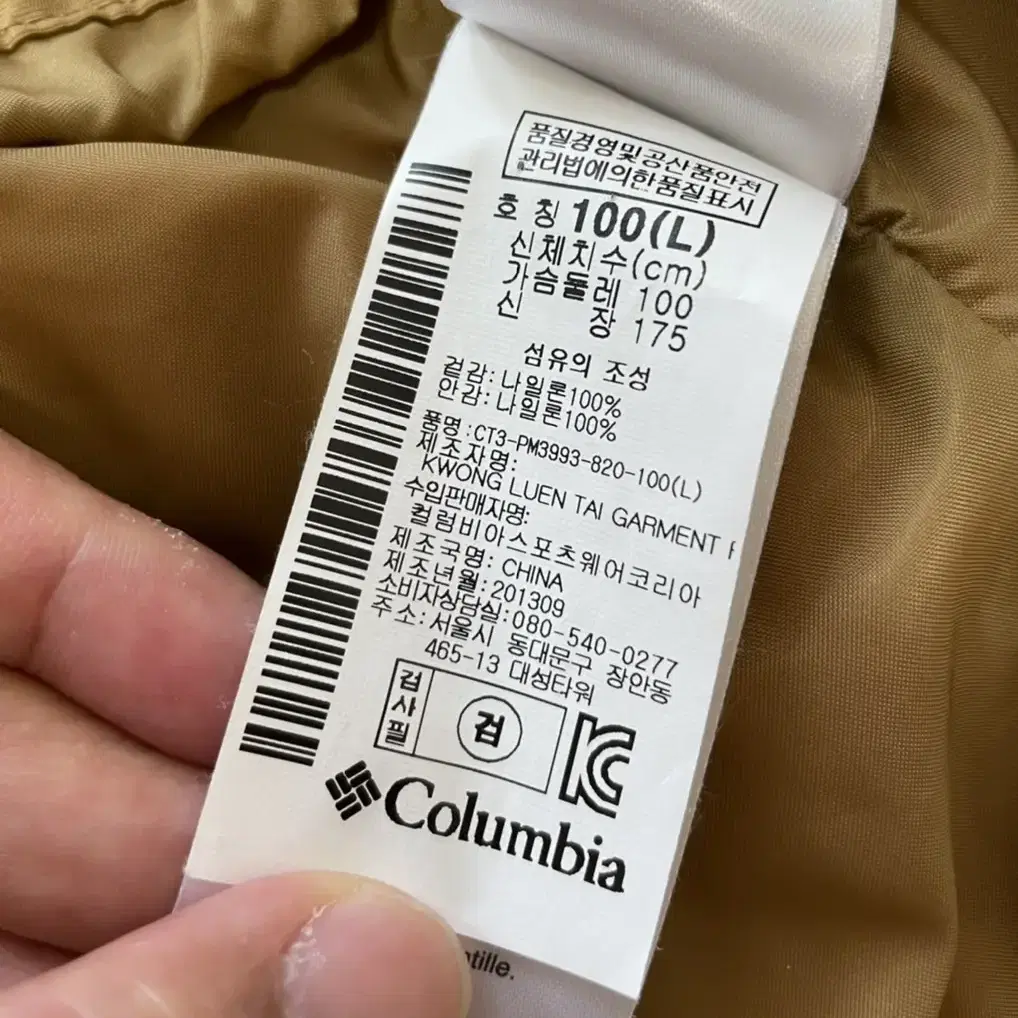 품질경영및공산품안전
관리법에의한품질표시
호 칭 100(L)
신체치수(cm)
가슴둘레 100
신 장 175
섬유의 조성
겉감: 나일론100%
안감: 나일론100%
품명:CT3-PM3993-820-100(L)
제조자명:
KWONG LUEN TAI GARMENT F
수입판매자명:
컬럼비아스포츠웨어코리아
제조국명: CHINA
제조년월:201309
소비자상담실:080-540-0277
주 소:서울시 동대문구 장안동
465-13 대성타워
검사필
검
KC
Columbia